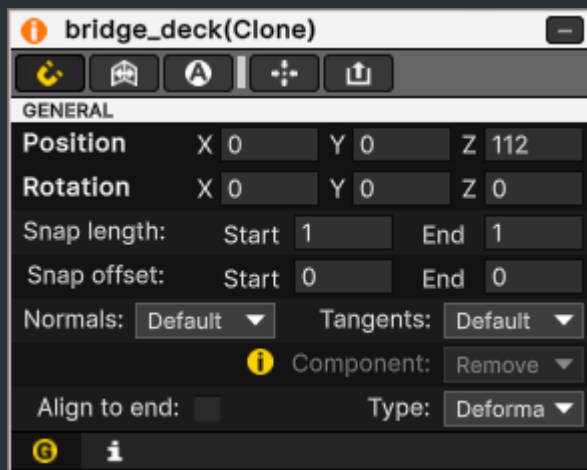 bridge_deck(Clone)
A
GENERAL
Position X 0 Y 0 Z 112
Rotation X 0 Y 0 Z 0
Snap length: Start 1 End 1
Snap offset: Start 0 End 0
Normals: Default Tangents: Default
Component: Remove
Align to end: Type: Deforma
G i